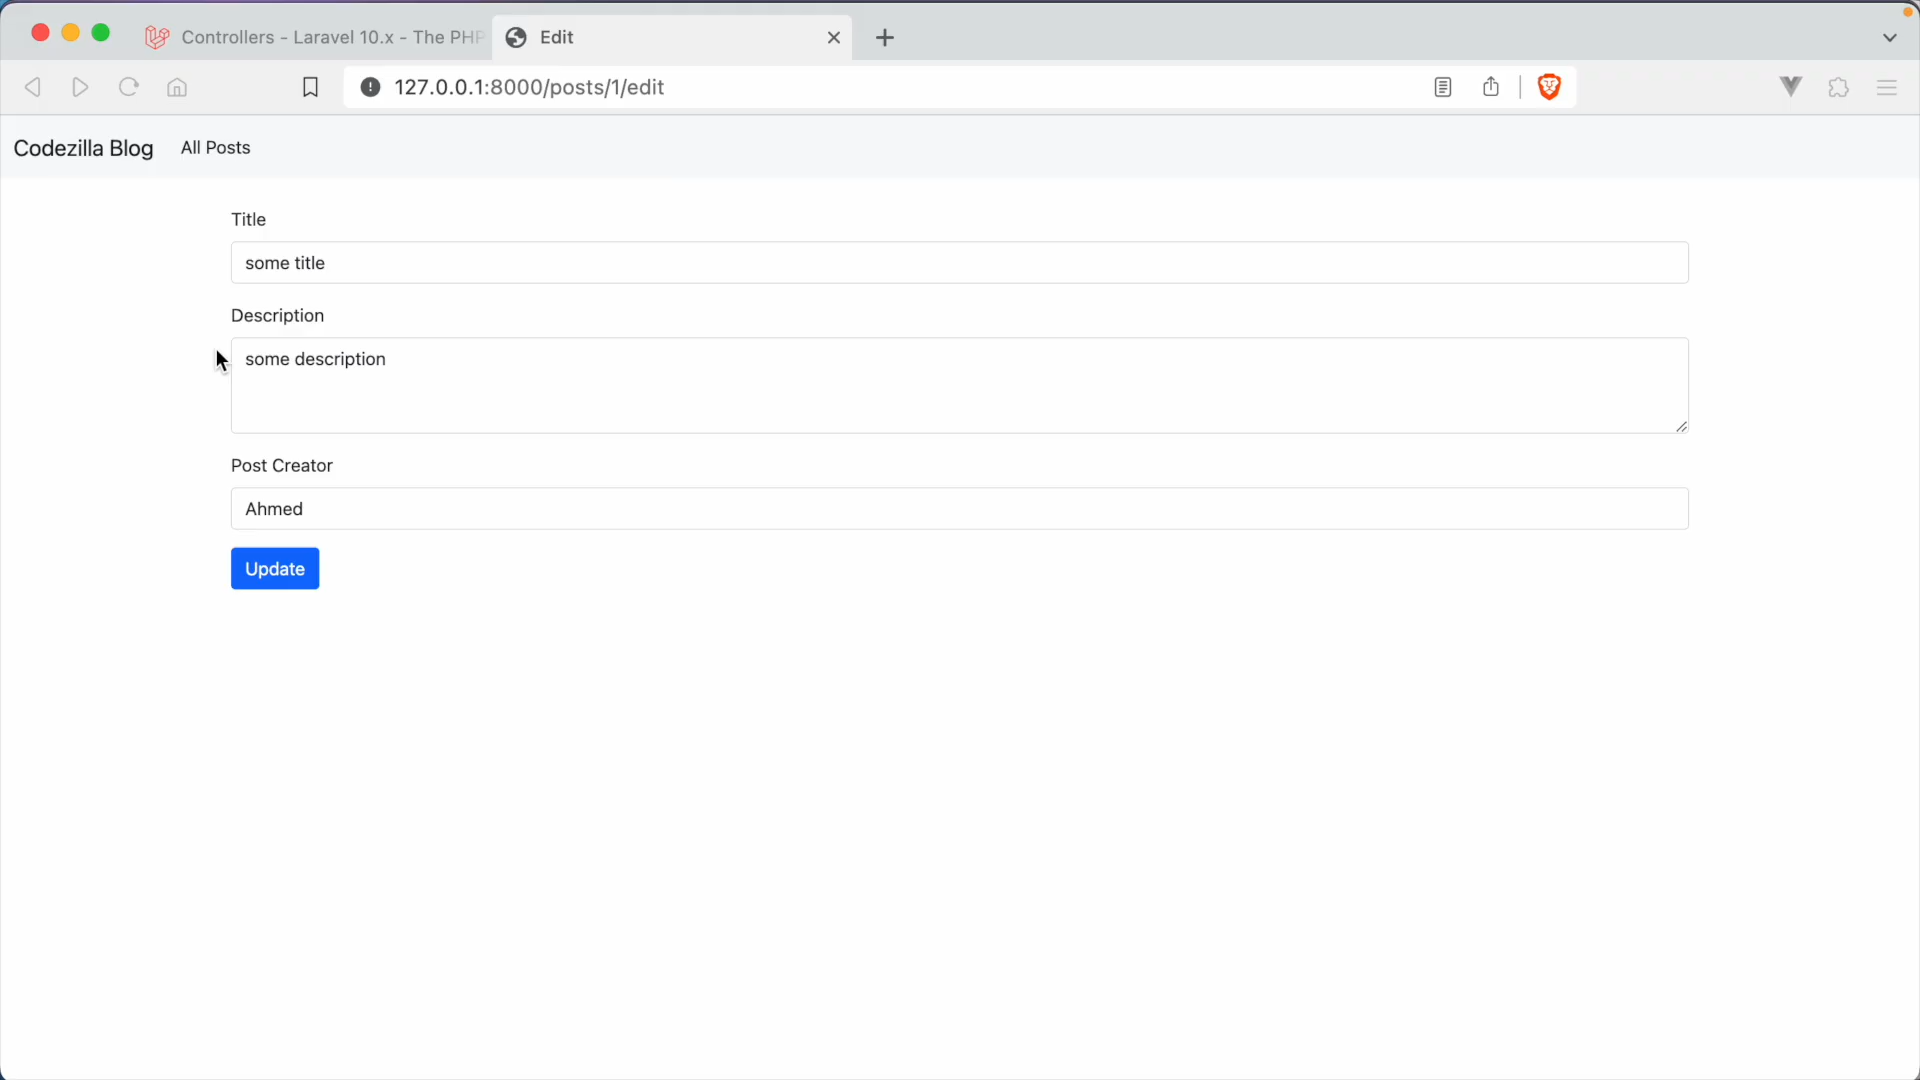 Controllers - Laravel 10.x - The PHP
Edit
127.0.0.1:8000/posts/1/edit
Codezilla Blog
All Posts
Title
some title
Description
some description
Post Creator
Ahmed
Update